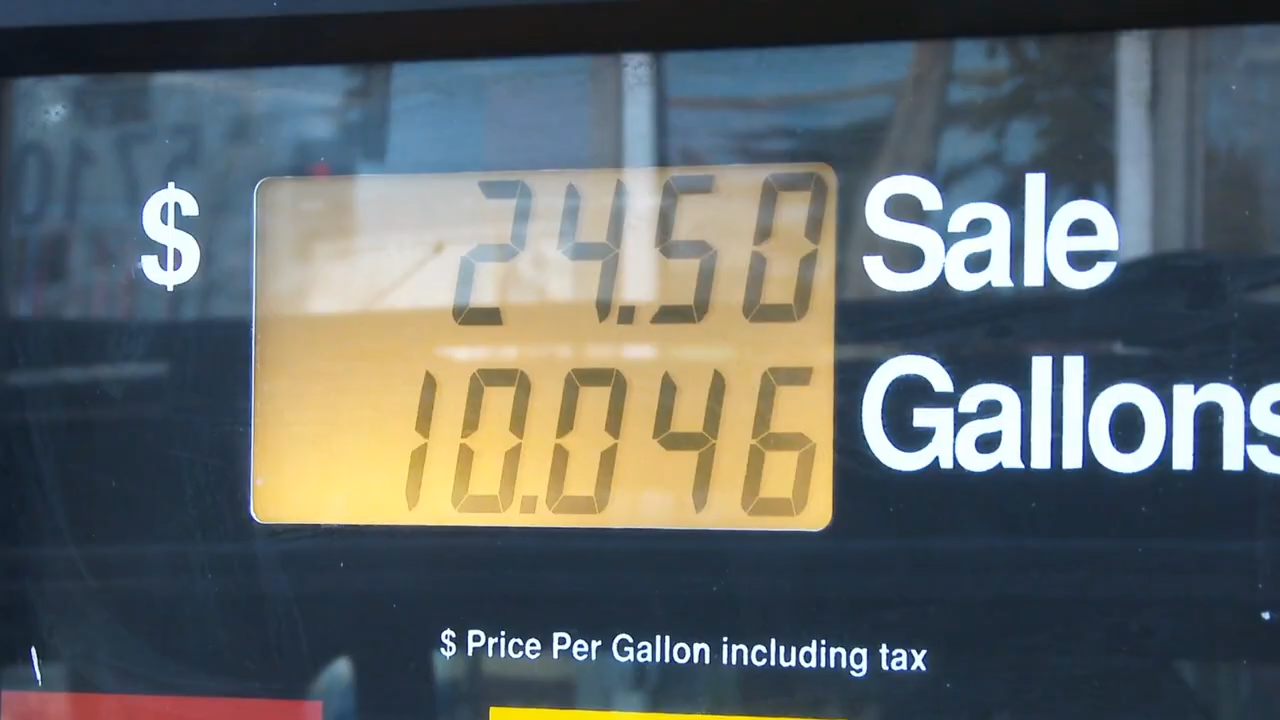 $ 24.50 Sale
10.046 Gallons
$ Price Per Gallon including tax